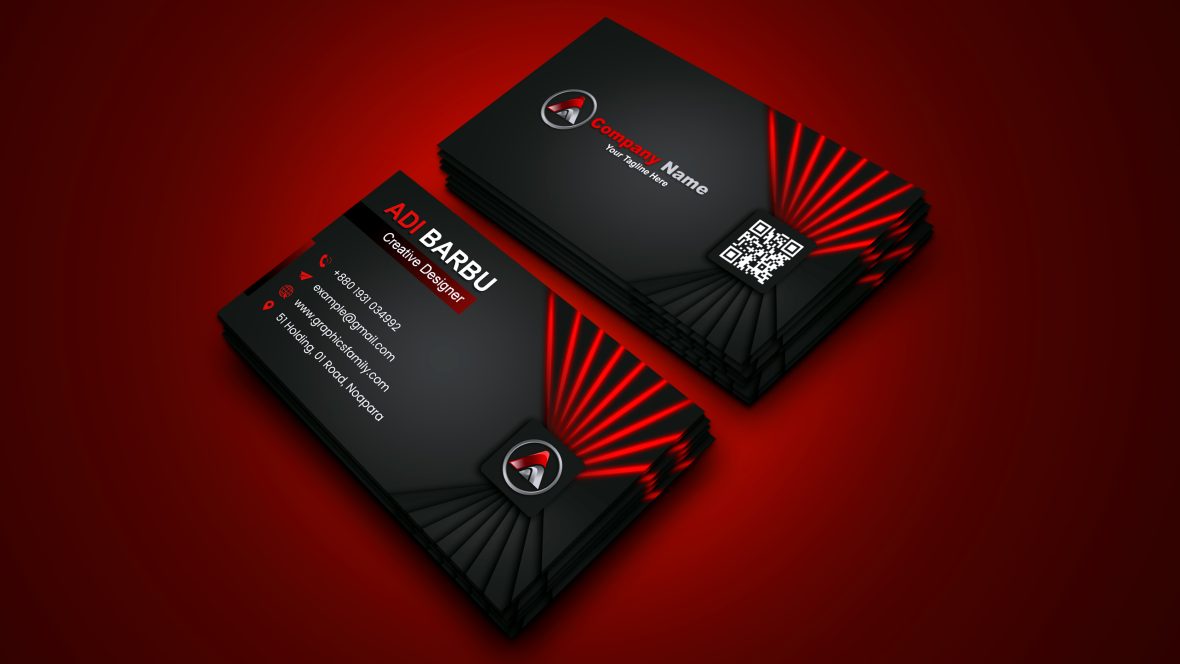 Company Name
Your Tagline Here
ADI BARBU
Creative Designer
+880 1931 034992
example@gmail.com
www.graphicsfamily.com
51 Holding, 01 Road, Noapara